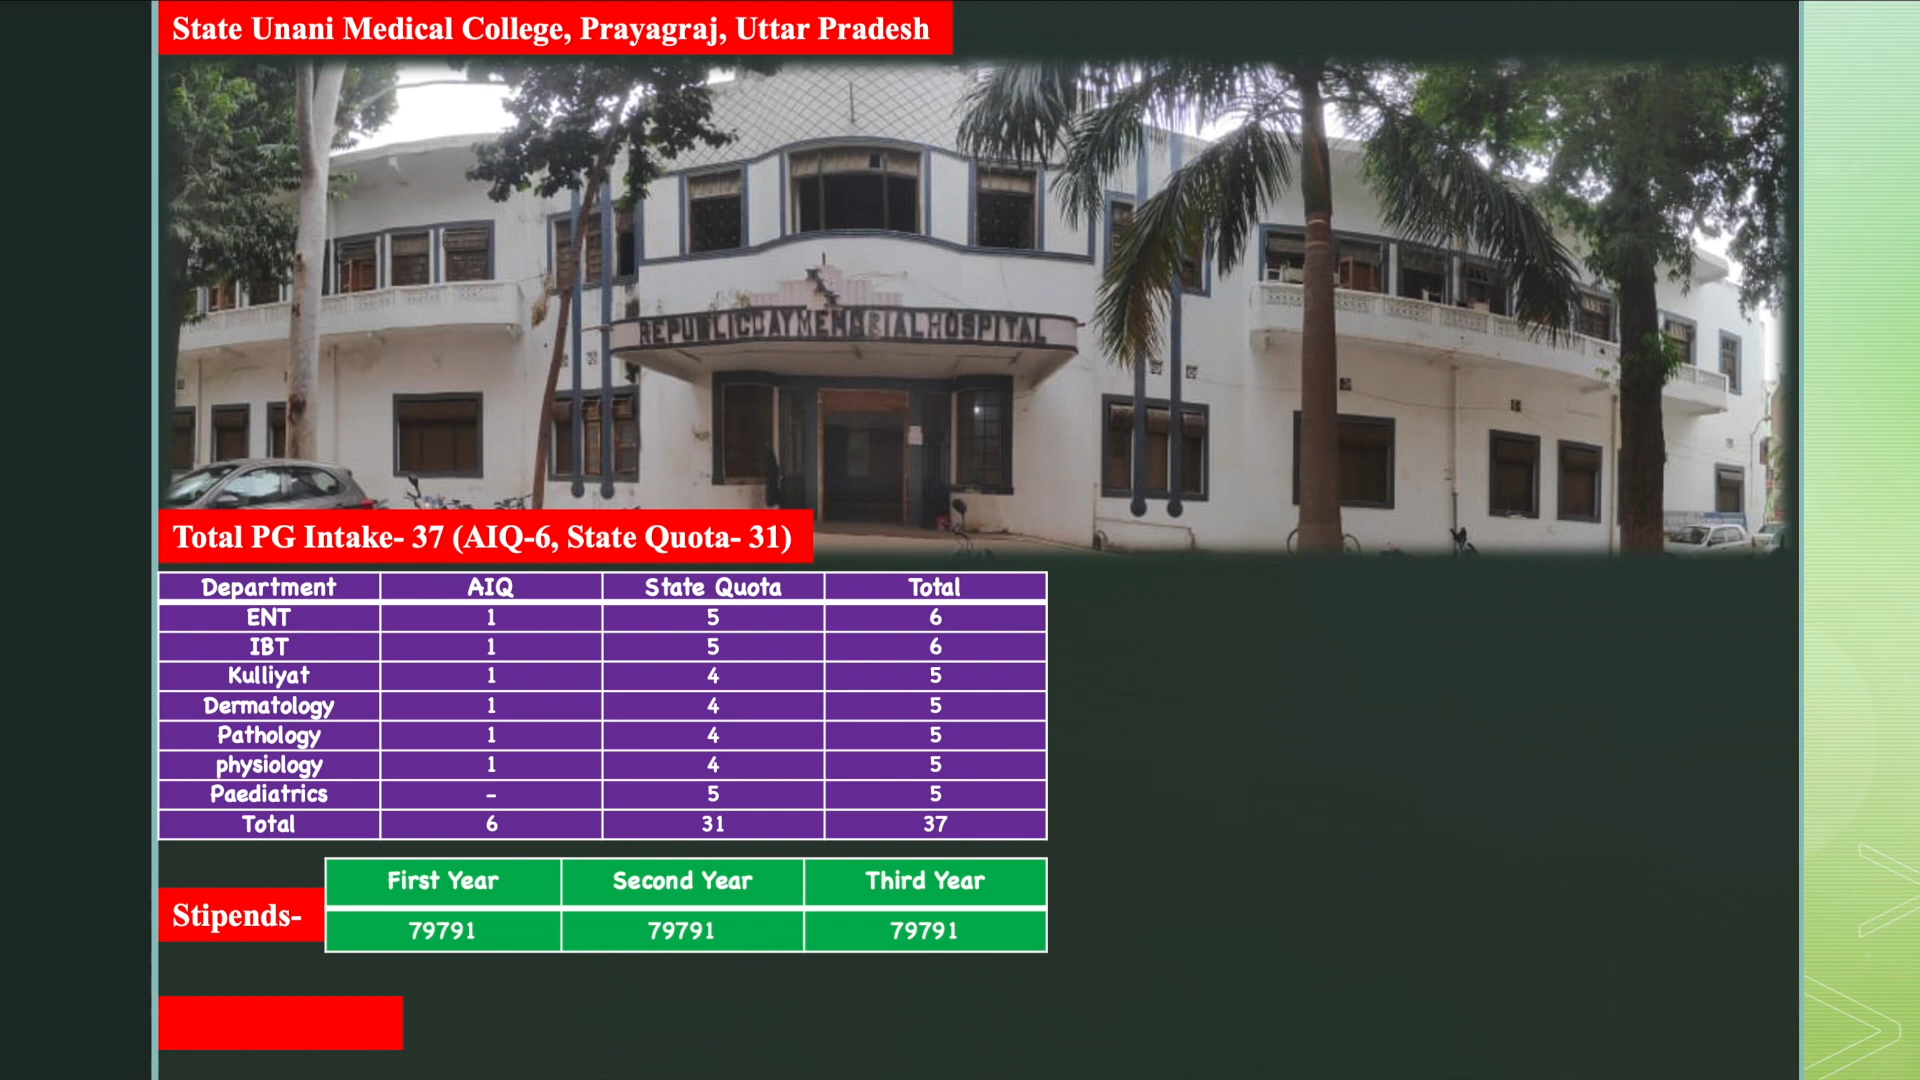 State Unani Medical College, Prayagraj, Uttar Pradesh
REPUBLICDAYMEMORIALHOSPITAL
Total PG Intake- 37 (AIQ-6, State Quota- 31)
Department AIQ State Quota Total
ENT 1 5 6
IBT 1 5 6
Kulliyat 1 4 5
Dermatology 1 4 5
Pathology 1 4 5
physiology 1 4 5
Paediatrics - 5 5
Total 6 31 37
Stipends-
First Year Second Year Third Year
79791 79791 79791